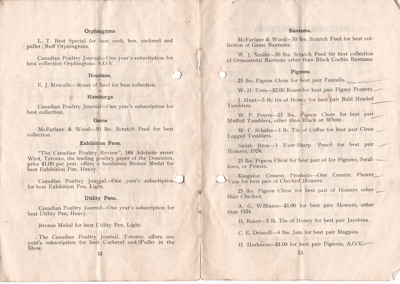 Orphingtons
L. T. Best Special for best cock, hen, cockerel and
pullet (Buff Orphingtons.
Canadian Poultry Journal—One year's subscription for
best collection Orphingtons A.O.V.
Houdans.
E. J. Metcalfe—Roast of Beef for best collection.
Hamburgs
Canadian Poultry Journal—One year's subscription for
best collection.
Game
McFarlane & Wood—50 lbs. Scratch Feed for best
collection.
Exhibition Pens.
"The Canadian Poultry Review", 184 Adelaide street
West, Toronto, the leading poultry paper of the Dominion,
price $1.00 per year, offers a handsome Bronze Medal for
best Exhibition Pen, Heavy.
Canadian Poultry Journal—One year's subscription for
best Exhibition Pen, Light.
Utility Pens.
Canadian Poultry Journal—One year's subscription for
best Utility Pen, Heavy.
Bronze Medal for best Utility Pen, Light.
The Canadian Poultry Journal, Toronto, offers one
year's subscription for best Cockerel and Pullet in the
Show.
12
Bantams.
McFarlane & Wood—50 lbs. Scratch Feed for best col-
lection of Game Bantams.
W. J. Nesbit—50 lbs. Scratch Feed for best collection
of Ornamental Bantams other than Black Cochin Bantams.
Pigeons
25 lbs. Pigeon Chow for best pair Fantails.
W. H. Evans—$2.00 Boxes for best pair Pigmy Pouters
J. Hunt—5 lb. tin of Honey for best pair Bald Headed
Tumblers.
W. P. Peters—25 lbs. Pigeon Chow for best pair
Muffed Tumblers, other than Black or White.
W. C. Schales—1 lb. Tin of Coffee for best pair Clean
Legged Tumblers.
Smith Bros.—1 Ever-Sharp Pencil for best pair
Homers, 1924.
25 lbs. Pigeon Chow for best pair of Ice Pigeons, Swal-
lows, or Priests.
Kingston Cement Products—One Cement Flower
Vase for best pair of Checked Homers.
25 lbs. Pigeon Chow for best pair of Homers other
than Checked.
A. G. Williams—$1.00 for best pair Homers, other
than 1924.
H. Baker—5 lb. Tin of Honey for best pair Jacobins.
C. E. Driscoll—4 lbs. Jam for best pair Magpies.
H. Harkness—$1.00 for best pair Pigeons, A.O.V.
13